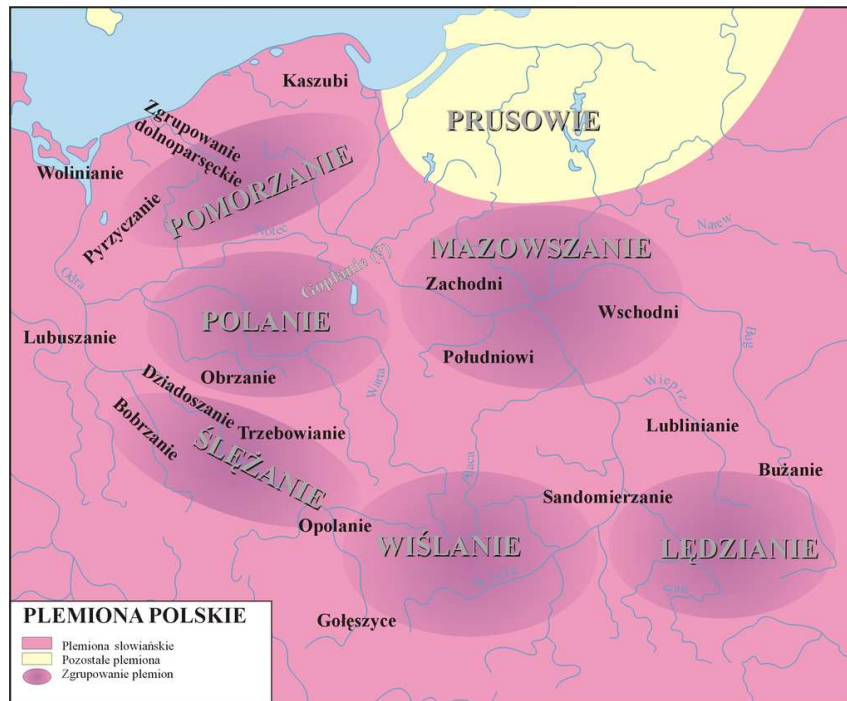 Kaszubi
Zgrupowanie
dolnoparsęckie
PRUSOWIE
Wolinianie
POMORZANIE
Pyrzyczanie
Noteć
Narew
MAZOWSZANIE
Goplanie (?)
Odra
Zachodni
POLANIE
Wschodni
Lubuszanie
Bug
Południowi
Obrzanie
Warta
Dziadoszanie
Wieprz
Bobrzanie
Trzebowianie
Lublinianie
ŚLĘŻANIE
Bużanie
Sandomierzanie
Opolanie
WIŚLANIE
LĘDZIANIE
San
Gołęszyce
PLEMIONA POLSKIE
Plemiona słowiańskie
Pozostałe plemiona
Zgrupowanie plemion